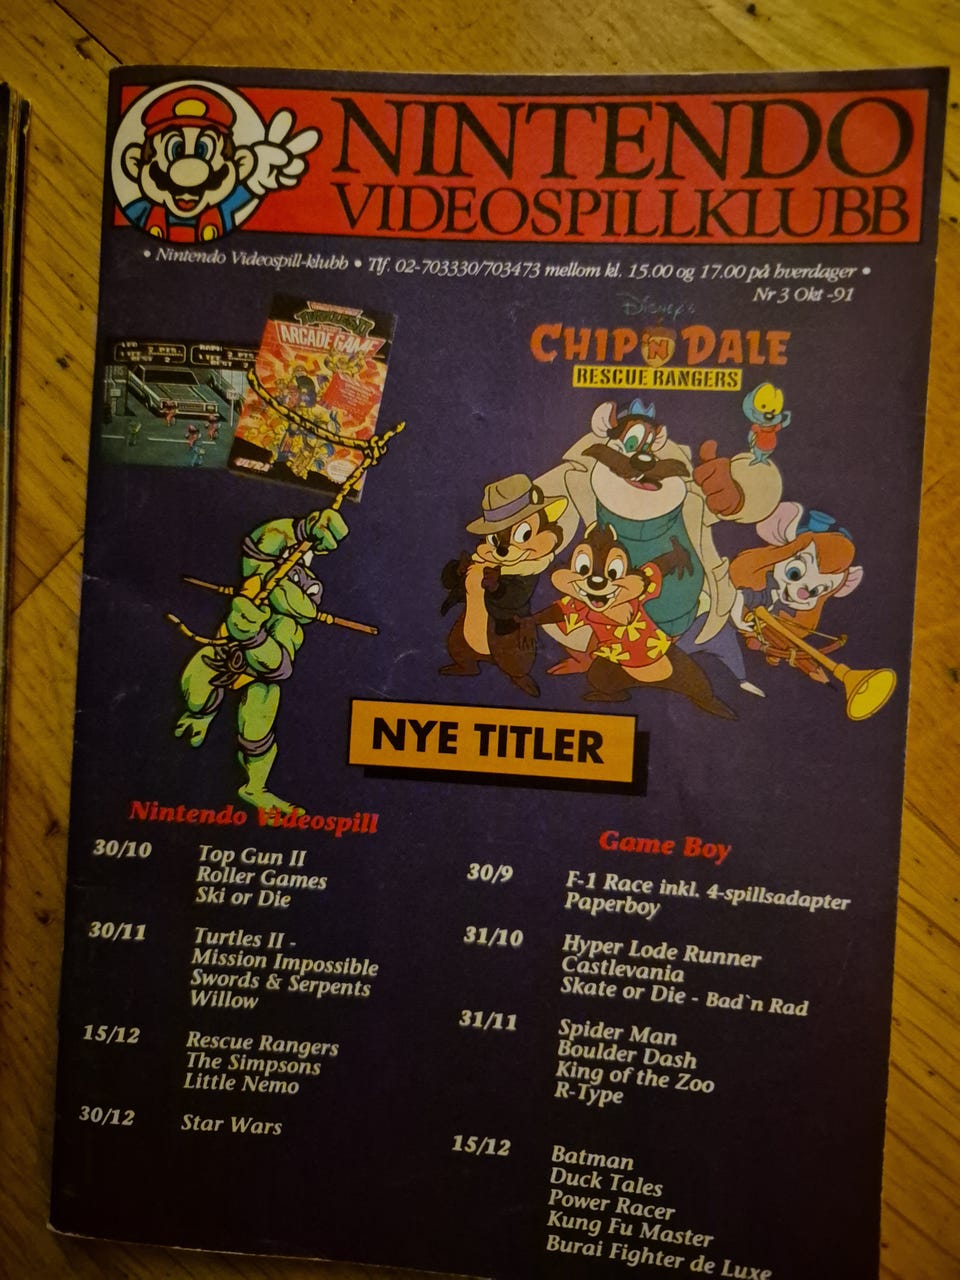 NINTENDO
VIDEOSPILLKLUBB
• Nintendo Videospill-klubb • Tlf. 02-703330/703473 mellom kl. 15.00 og 17.00 på hverdager •
Nr 3 Okt -91
TURTLES II
ARCADE GAME
ULTRA
Disney's
CHIP 'N DALE
RESCUE RANGERS
NYE TITLER
Nintendo Videospill
30/10 Top Gun II
Roller Games
Ski or Die
30/11 Turtles II -
Mission Impossible
Swords & Serpents
Willow
15/12 Rescue Rangers
The Simpsons
Little Nemo
30/12 Star Wars
Game Boy
30/9 F-1 Race inkl. 4-spillsadapter
Paperboy
31/10 Hyper Lode Runner
Castlevania
Skate or Die - Bad`n Rad
31/11 Spider Man
Boulder Dash
King of the Zoo
R-Type
15/12 Batman
Duck Tales
Power Racer
Kung Fu Master
Burai Fighter de Luxe